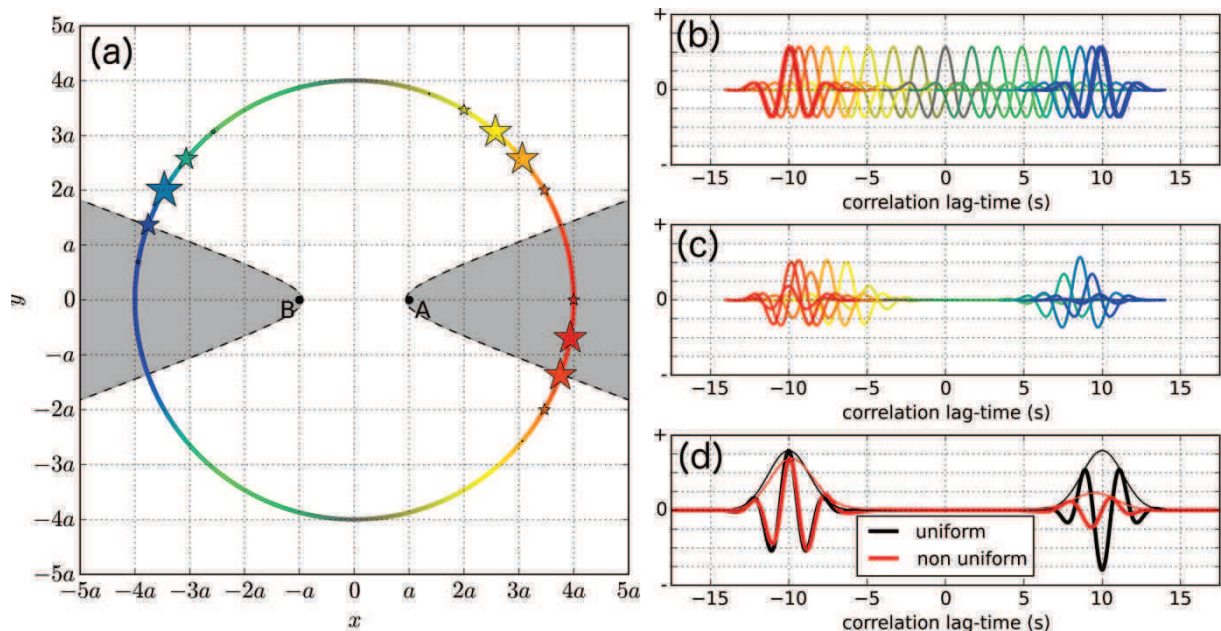 (a)
5a
4a
3a
2a
a
0
−a
−2a
−3a
−4a
−5a
y
B
A
−5a −4a −3a −2a −a 0 a 2a 3a 4a 5a
x
(b)
+
0
-
−15 −10 −5 0 5 10 15
correlation lag-time (s)
(c)
+
0
-
−15 −10 −5 0 5 10 15
correlation lag-time (s)
(d)
+
0
-
uniform
non uniform
−15 −10 −5 0 5 10 15
correlation lag-time (s)